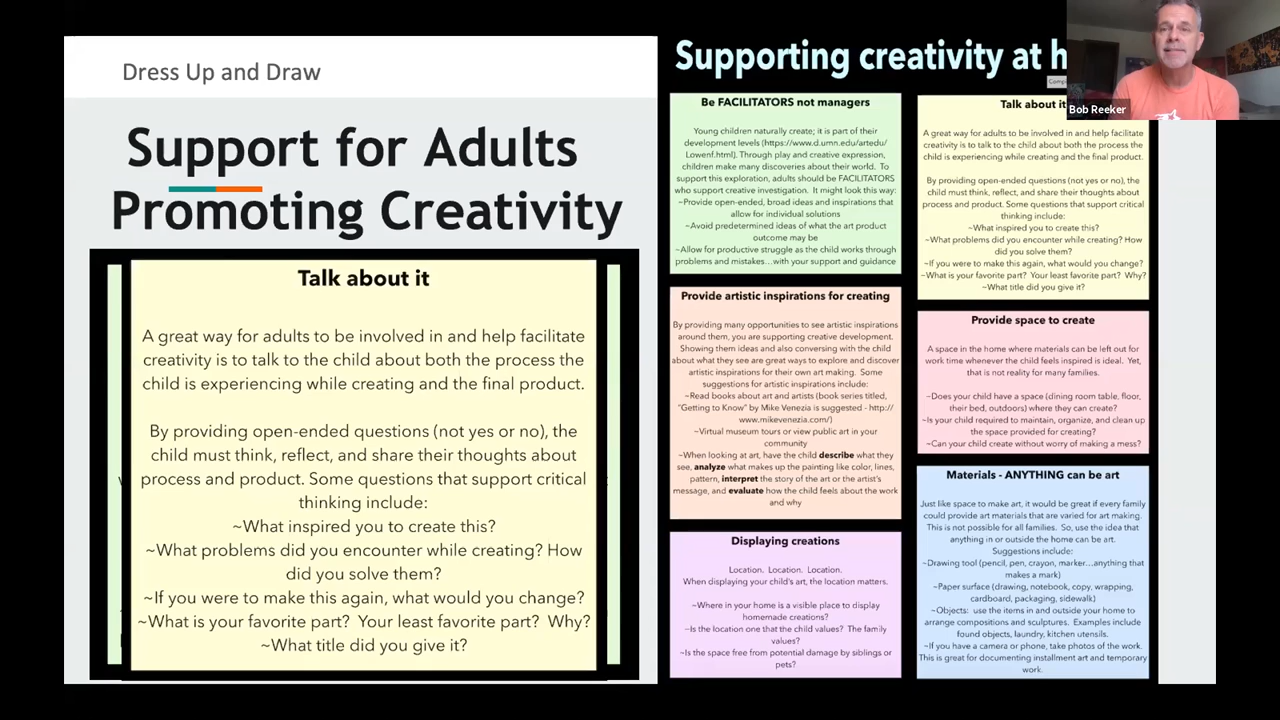 Dress Up and Draw
Support for Adults
Promoting Creativity
Talk about it
A great way for adults to be involved in and help facilitate
creativity is to talk to the child about both the process the
child is experiencing while creating and the final product.
By providing open-ended questions (not yes or no), the
child must think, reflect, and share their thoughts about
process and product. Some questions that support critical
thinking include:
~What inspired you to create this?
~What problems did you encounter while creating? How
did you solve them?
~If you were to make this again, what would you change?
~What is your favorite part? Your least favorite part? Why?
~What title did you give it?
Supporting creativity at h
Bob Reeker
Be FACILITATORS not managers
Young children naturally create; it is part of their
development levels (https://www.d.umn.edu/artedu/
Lowenf.html). Through play and creative expression,
children make many discoveries about their world. To
support this exploration, adults should be FACILITATORS
who support creative investigation. It might look this way:
~Provide open-ended, broad ideas and inspirations that
allow for individual solutions
~Avoid predetermined ideas of what the art product
outcome may be
~Allow for productive struggle as the child works through
problems and mistakes...with your support and guidance
Provide artistic inspirations for creating
By providing many opportunities to see artistic inspirations
around them, you are supporting creative development.
Showing them ideas and also conversing with the child
about what they see are great ways to explore and discover
artistic inspirations for their own art making. Some
suggestions for artistic inspirations include:
~Read books about art and artists (book series titled,
"Getting to Know" by Mike Venezia is suggested - http://
www.mikevenezia.com/)
~Virtual museum tours or view public art in your
community
~When looking at art, have the child describe what they
see, analyze what makes up the painting like color, lines,
pattern, interpret the story of the art or the artist's
message, and evaluate how the child feels about the work
and why
Displaying creations
Location. Location. Location.
When displaying your child's art, the location matters.
~Where in your home is a visible place to display
homemade creations?
~Is the location one that the child values? The family
values?
~Is the space free from potential damage by siblings or
pets?
Talk about it
A great way for adults to be involved in and help facilitate
creativity is to talk to the child about both the process the
child is experiencing while creating and the final product.
By providing open-ended questions (not yes or no), the
child must think, reflect, and share their thoughts about
process and product. Some questions that support critical
thinking include:
~What inspired you to create this?
~What problems did you encounter while creating? How
did you solve them?
~If you were to make this again, what would you change?
~What is your favorite part? Your least favorite part? Why?
~What title did you give it?
Provide space to create
A space in the home where materials can be left out for
work time whenever the child feels inspired is ideal. Yet,
that is not reality for many families.
~Does your child have a space (dining room table, floor,
their bed, outdoors) where they can create?
~Is your child required to maintain, organize, and clean up
the space provided for creating?
~Can your child create without worry of making a mess?
Materials - ANYTHING can be art
Just like space to make art, it would be great if every family
could provide art materials that are varied for art making.
This is not possible for all families. So, use the idea that
anything in or outside the home can be art.
Suggestions include:
~Drawing tool (pencil, pen, crayon, marker...anything that
makes a mark)
~Paper surface (drawing, notebook, copy, wrapping,
cardboard, packaging, sidewalk)
~Objects: use the items in and outside your home to
arrange compositions and sculptures. Examples include
found objects, laundry, kitchen utensils.
~If you have a camera or phone, take photos of the work.
This is great for documenting installment art and temporary
work.